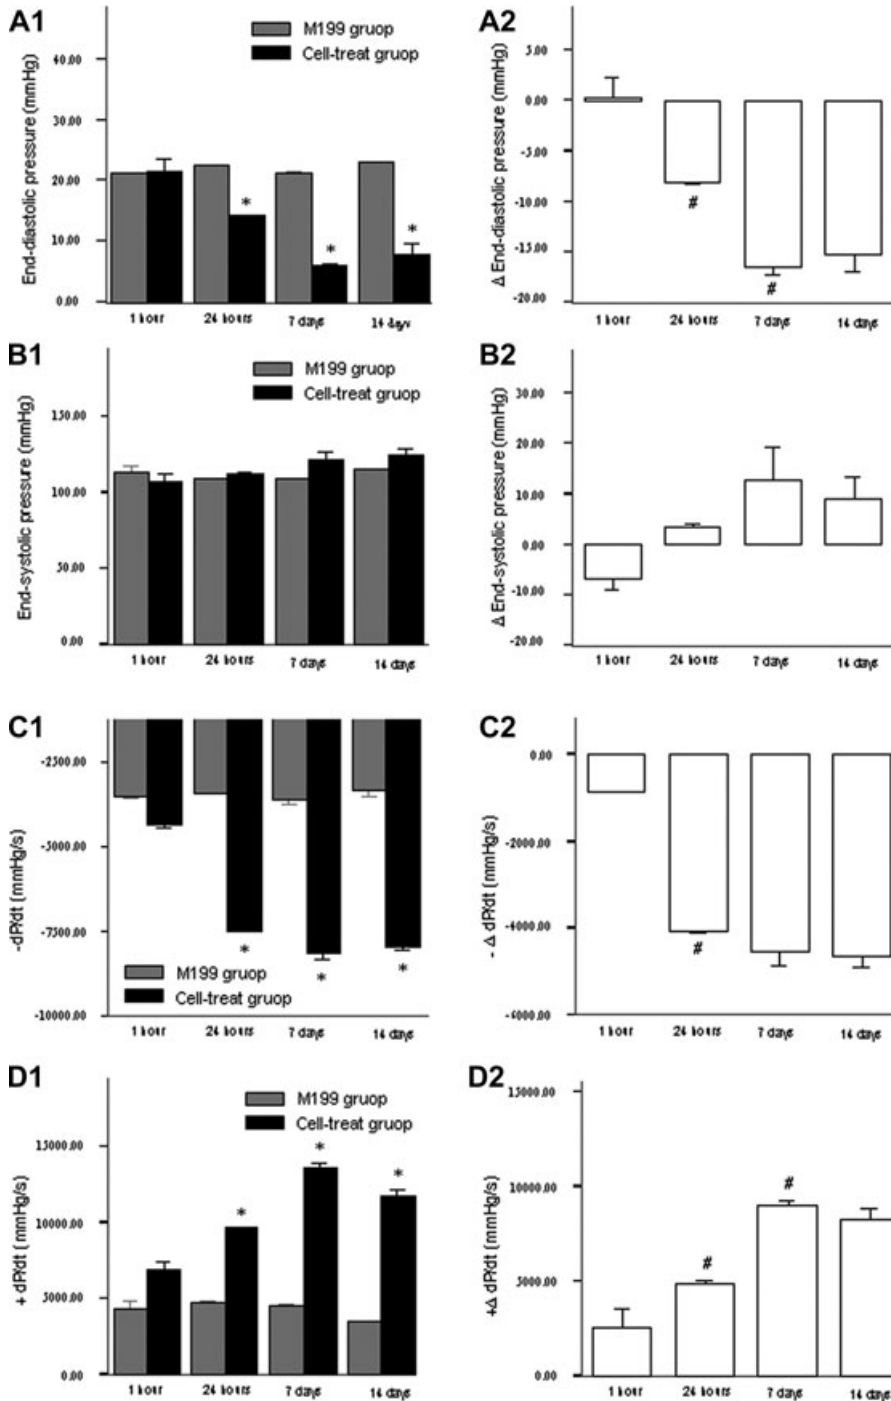 A1
M199 gruop
Cell-treat gruop
End-diastolic pressure (mmHg)
40.00
30.00
20.00
10.00
0.00
*
*
*
1 hour
24 hours
7 days
14 days
A2
Δ End-diastolic pressure (mmHg)
5.00
0.00
-5.00
-10.00
-15.00
-20.00
#
#
1 hour
24 hours
7 days
14 days
B1
M199 gruop
Cell-treat gruop
End-systolic pressure (mmHg)
150.00
100.00
50.00
0.00
1 hour
24 hours
7 days
14 days
B2
Δ End-systolic pressure (mmHg)
30.00
20.00
10.00
0.00
-10.00
-20.00
1 hour
24 hours
7 days
14 days
C1
-dP/dt (mmHg/s)
-2500.00
-5000.00
-7500.00
-10000.00
*
*
*
M199 gruop
Cell-treat gruop
1 hour
24 hours
7 days
14 days
C2
- Δ dP/dt (mmHg/s)
0.00
-2000.00
-4000.00
-6000.00
#
1 hour
24 hours
7 days
14 days
D1
M199 gruop
Cell-treat gruop
+ dP/dt ( mmHg/s)
15000.00
10000.00
5000.00
0.00
*
*
*
1 hour
24 hours
7 days
14 days
D2
+Δ dP/dt (mmHg/s)
15000.00
10000.00
5000.00
0.00
#
#
1 hour
24 hours
7 days
14 days